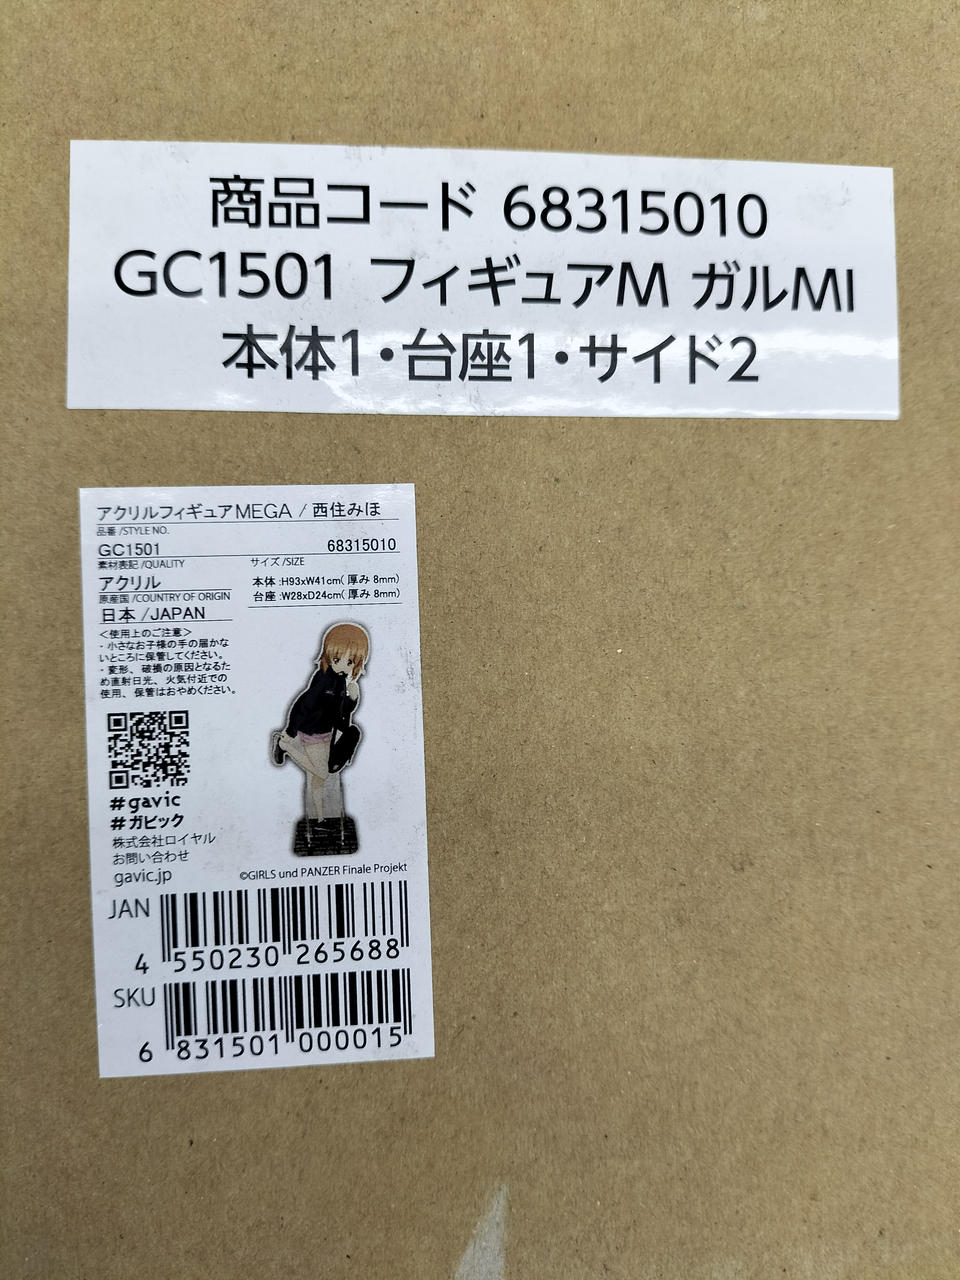 商品コード 68315010
GC1501 フィギュアM ガルMI
本体1・台座1・サイド2
アクリルフィギュアMEGA / 西住みほ
品番 /STYLE NO.
GC1501 68315010
素材表記 /QUALITY
アクリル
原産国 /COUNTRY OF ORIGIN
日本 /JAPAN
サイズ /SIZE
本体 :H93xW41cm( 厚み 8mm)
台座 :W28xD24cm( 厚み 8mm)
＜使用上のご注意＞
・小さなお子様の手の届かな
いところに保管してください。
・変形、破損の原因となるた
め直射日光、火気付近での
使用、保管はおやめください。
#gavic
#ガビック
株式会社ロイヤル
お問い合わせ
gavic.jp
©GIRLS und PANZER Finale Projekt
JAN
4 550230 265688
SKU
6 831501 000015